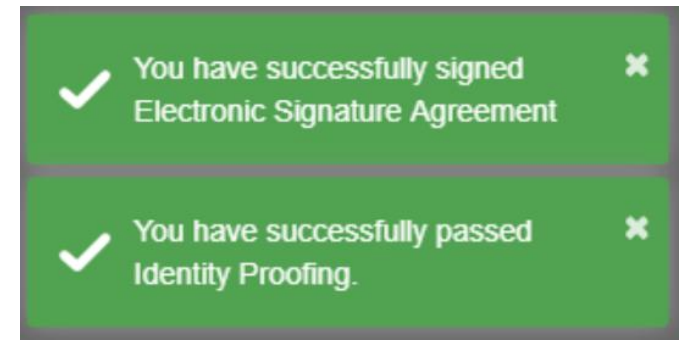 You have successfully signed
Electronic Signature Agreement
You have successfully passed
Identity Proofing.